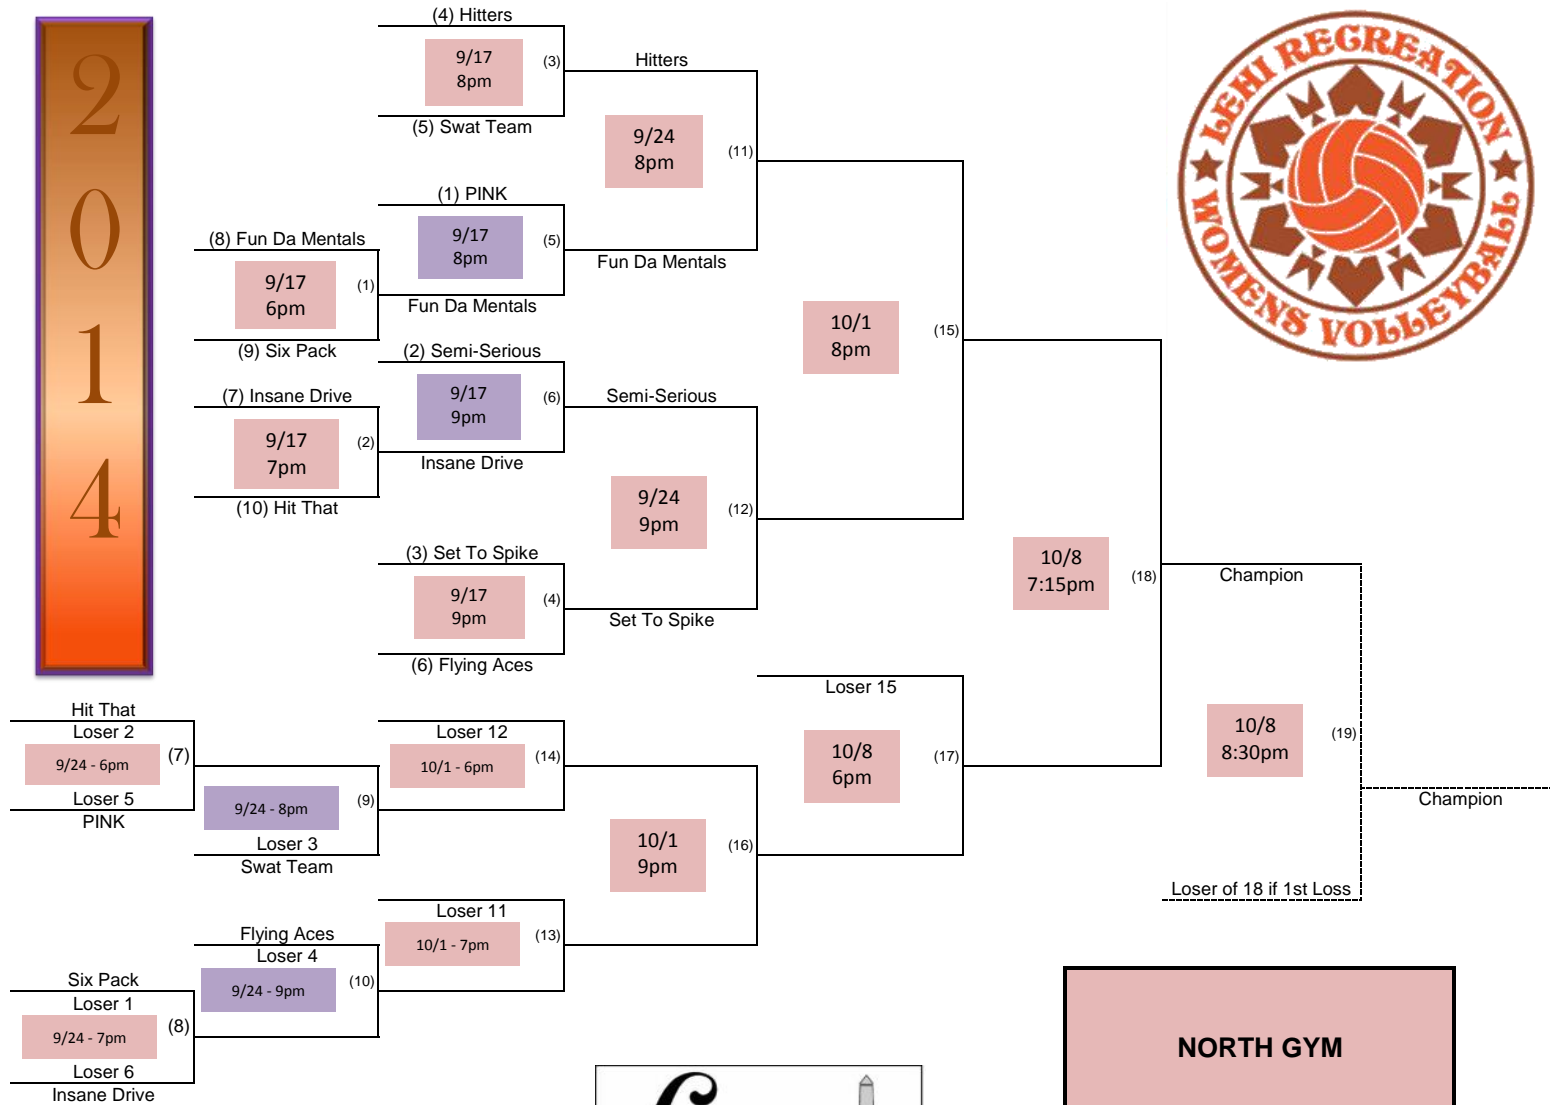 2
0
1
4
LEHI RECREATION
WOMENS VOLLEYBALL
(4) Hitters
9/17
8pm
(3)
(5) Swat Team
Hitters
9/24
8pm
(11)
(1) PINK
9/17
8pm
(5)
Fun Da Mentals
(8) Fun Da Mentals
9/17
6pm
(1)
Fun Da Mentals
(9) Six Pack
10/1
8pm
(15)
(2) Semi-Serious
9/17
9pm
(6)
Semi-Serious
(7) Insane Drive
9/17
7pm
(2)
Insane Drive
(10) Hit That
9/24
9pm
(12)
(3) Set To Spike
9/17
9pm
(4)
Set To Spike
(6) Flying Aces
10/8
7:15pm
(18)
Champion
Loser 15
10/8
6pm
(17)
10/8
8:30pm
(19)
Champion
Loser of 18 if 1st Loss
Hit That
Loser 2
9/24 - 6pm
(7)
Loser 5
PINK
Loser 12
10/1 - 6pm
(14)
9/24 - 8pm
(9)
Loser 3
Swat Team
10/1
9pm
(16)
Loser 11
10/1 - 7pm
(13)
Flying Aces
Loser 4
9/24 - 9pm
(10)
Six Pack
Loser 1
9/24 - 7pm
(8)
Loser 6
Insane Drive
NORTH GYM